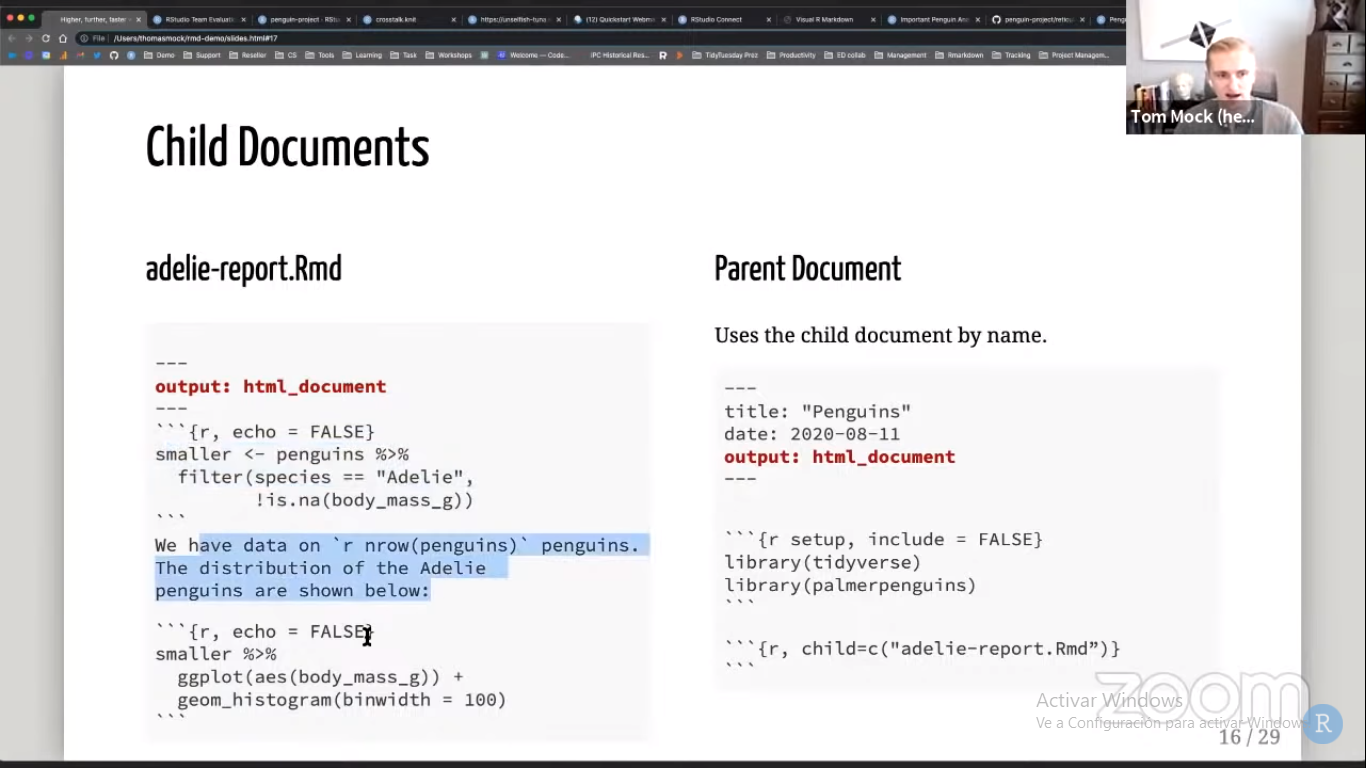 Higher, further, faster
RStudio Team Evaluati
penguin-project - RSt
crosstalk.knit
https://unselfish-tuna
(12) Quickstart Webm
RStudio Connect
Visual R Markdown
Important Penguin An
penguin-project/reticu
Peng
File /Users/thomasmock/rmd-demo/slides.html#17
Demo Support Reseller CS Tools Learning Task Workshops Welcome — Code... IPC Historical Res... TidyTuesday Prez Productivity ED collab Management Rmarkdown Tracking Project Managem...
Tom Mock (he...
Child Documents
adelie-report.Rmd
---
output: html_document
---
```{r, echo = FALSE}
smaller <- penguins %>%
filter(species == "Adelie",
!is.na(body_mass_g))
```
We have data on `r nrow(penguins)` penguins.
The distribution of the Adelie
penguins are shown below:
```{r, echo = FALSE}
smaller %>%
ggplot(aes(body_mass_g)) +
geom_histogram(binwidth = 100)
```
Parent Document
Uses the child document by name.
---
title: "Penguins"
date: 2020-08-11
output: html_document
---
```{r setup, include = FALSE}
library(tidyverse)
library(palmerpenguins)
```
```{r, child=c("adelie-report.Rmd”)}
```
zoom
Activar Windows
Ve a Configuración para activar Windows
R
16 / 29